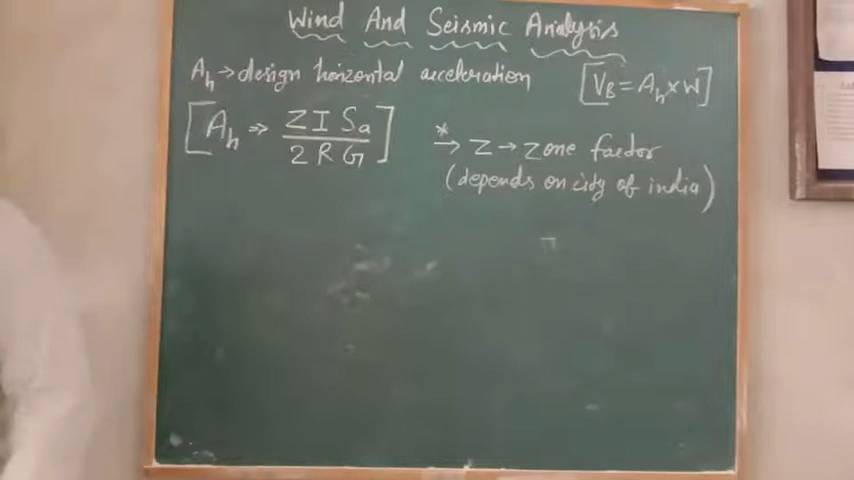 Wind And Seismic Analysis
Ah → design horizontal acceleration
[VB = Ah × W]
[Ah ⇒ Z I Sa / 2 R G]
* → Z → Zone factor
(depends on city of india)